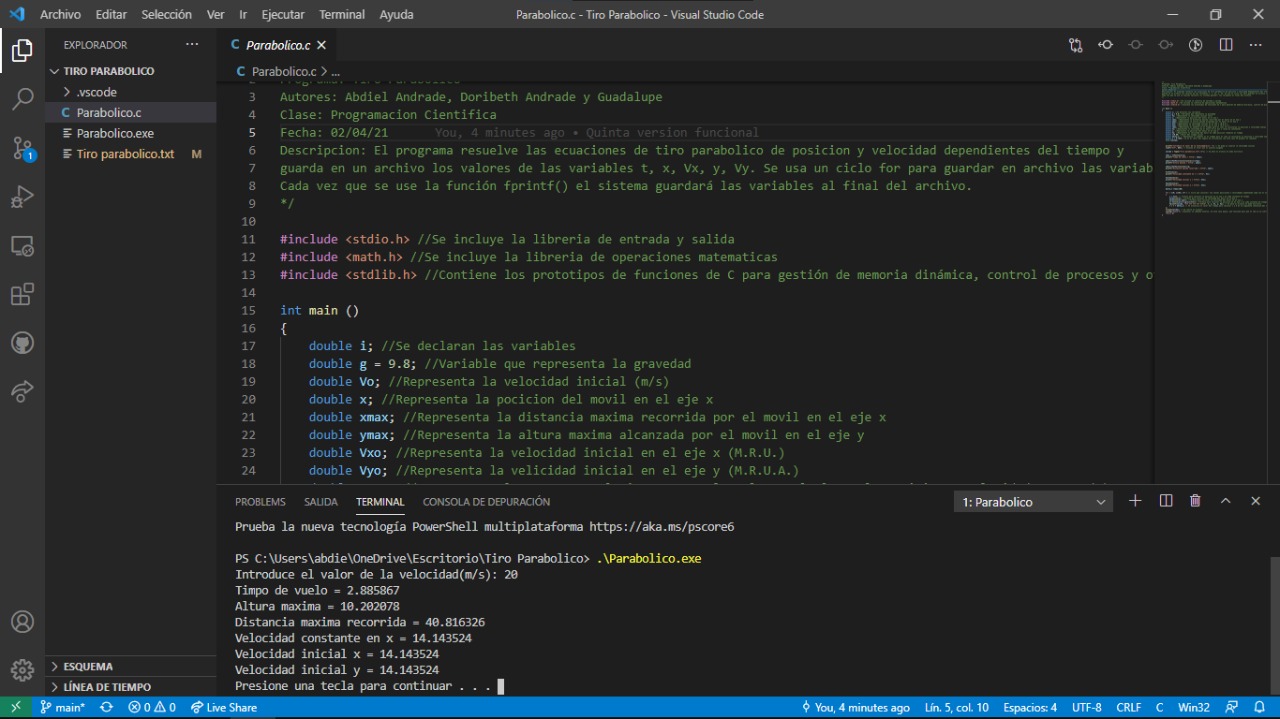 Archivo Editar Selección Ver Ir Ejecutar Terminal Ayuda Parabolico.c - Tiro Parabolico - Visual Studio Code
EXPLORADOR
TIRO PARABOLICO
.vscode
C Parabolico.c
Parabolico.exe
Tiro parabolico.txt M
1
ESQUEMA
LÍNEA DE TIEMPO
C Parabolico.c
C Parabolico.c > ...
2 Programa: Tiro Parabolico
3 Autores: Abdiel Andrade, Doribeth Andrade y Guadalupe
4 Clase: Programacion Cientifica
5 Fecha: 02/04/21 You, 4 minutes ago • Quinta version funcional
6 Descripcion: El programa resuelve las ecuaciones de tiro parabolico de posicion y velocidad dependientes del tiempo y
7 guarda en un archivo los valores de las variables t, x, Vx, y, Vy. se usa un ciclo for para guardar en archivo las variab
8 Cada vez que se use la función fprintf() el sistema guardará las variables al final del archivo.
9 */
10
11 #include <stdio.h> //Se incluye la libreria de entrada y salida
12 #include <math.h> //Se incluye la libreria de operaciones matematicas
13 #include <stdlib.h> //Contiene los prototipos de funciones de C para gestión de memoria dinámica, control de procesos y o
14
15 int main ()
16 {
17 double i; //Se declaran las variables
18 double g = 9.8; //Variable que representa la gravedad
19 double Vo; //Representa la velocidad inicial (m/s)
20 double x; //Representa la pocicion del movil en el eje x
21 double xmax; //Representa la distancia maxima recorrida por el movil en el eje x
22 double ymax; //Representa la altura maxima alcanzada por el movil en el eje y
23 double Vxo; //Representa la velocidad inicial en el eje x (M.R.U.)
24 double Vyo; //Representa la velicidad inicial en el eje y (M.R.U.A.)
PROBLEMS SALIDA TERMINAL CONSOLA DE DEPURACIÓN 1: Parabolico
Prueba la nueva tecnología PowerShell multiplataforma https://aka.ms/pscore6
PS C:\Users\abdie\OneDrive\Escritorio\Tiro Parabolico> .\Parabolico.exe
Introduce el valor de la velocidad(m/s): 20
Timpo de vuelo = 2.885867
Altura maxima = 10.202078
Distancia maxima recorrida = 40.816326
Velocidad constante en x = 14.143524
Velocidad inicial x = 14.143524
Velocidad inicial y = 14.143524
Presione una tecla para continuar . . .
main* 0 0 Live Share You, 4 minutes ago Lín. 5, col. 10 Espacios: 4 UTF-8 CRLF C Win32